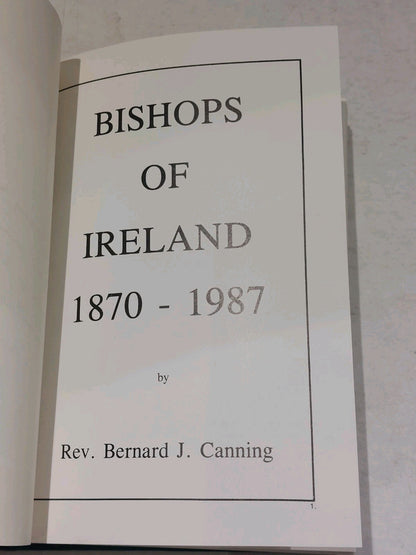 BISHOPS
OF
IRELAND
1870 - 1987
by
Rev. Bernard J. Canning
1.